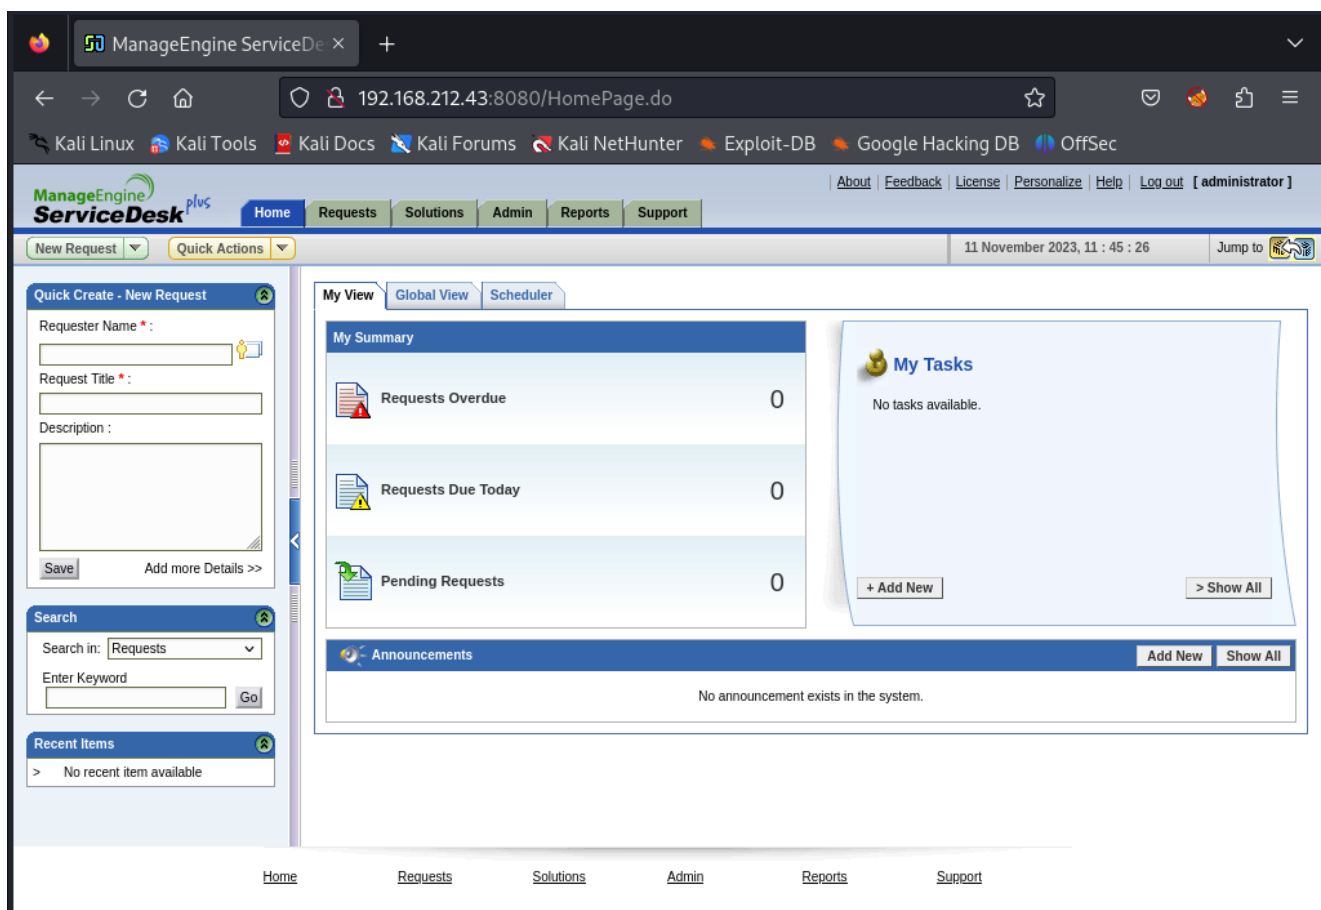 ManageEngine ServiceDe
192.168.212.43:8080/HomePage.do
Kali Linux Kali Tools Kali Docs Kali Forums Kali NetHunter Exploit-DB Google Hacking DB OffSec
About Feedback License Personalize Help Log out [ administrator ]
ManageEngine
ServiceDesk plus
Home Requests Solutions Admin Reports Support
New Request Quick Actions 11 November 2023, 11 : 45 : 26 Jump to
Quick Create - New Request
Requester Name * :
Request Title * :
Description :
Save Add more Details >>
Search
Search in: Requests
Enter Keyword
Go
Recent Items
> No recent item available
My View Global View Scheduler
My Summary
Requests Overdue 0
Requests Due Today 0
Pending Requests 0
My Tasks
No tasks available.
+ Add New > Show All
Announcements Add New Show All
No announcement exists in the system.
Home Requests Solutions Admin Reports Support